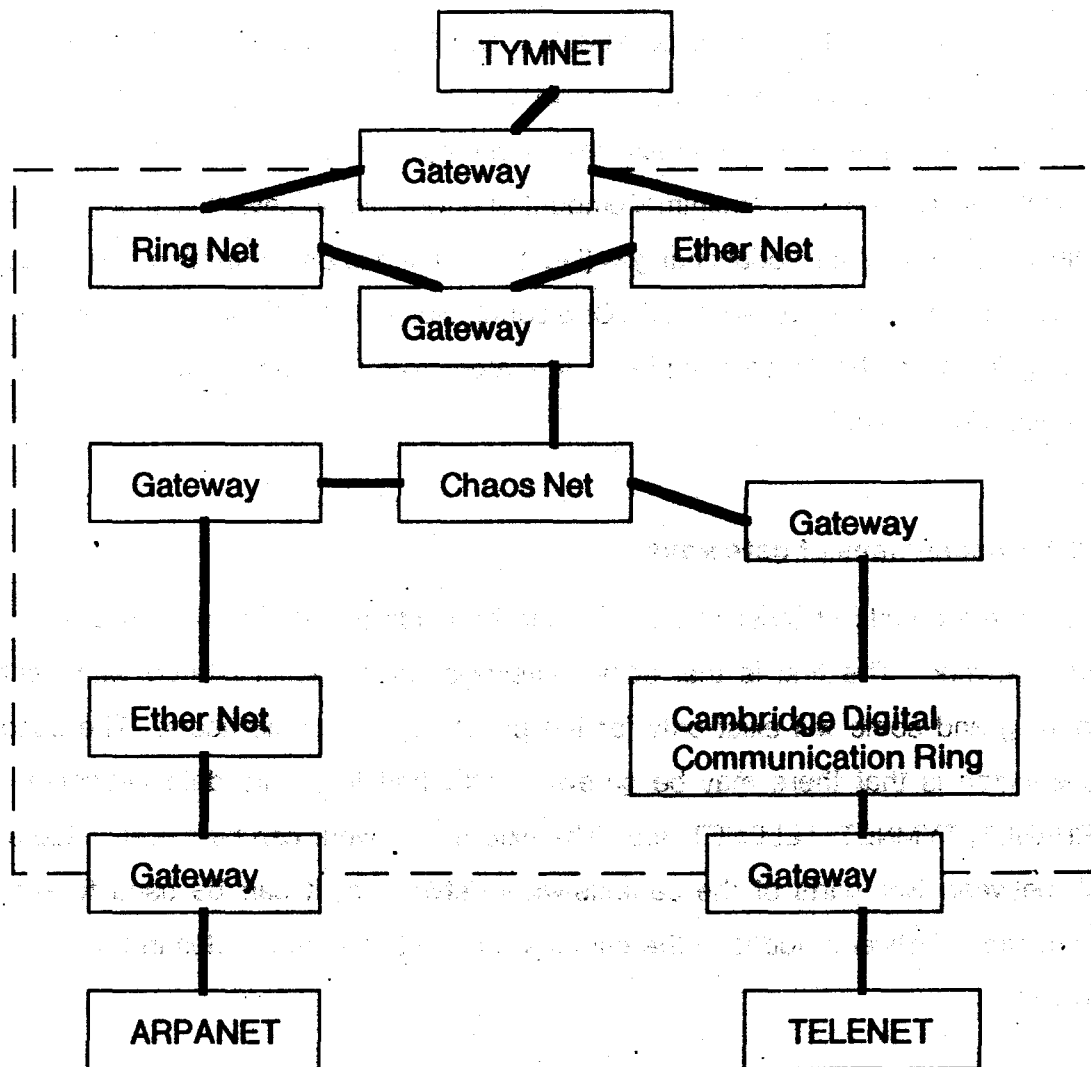 TYMNET
Gateway
Ring Net
Ether Net
Gateway
Gateway
Chaos Net
Gateway
Ether Net
Cambridge Digital
Communication Ring
Gateway
Gateway
ARPANET
TELENET